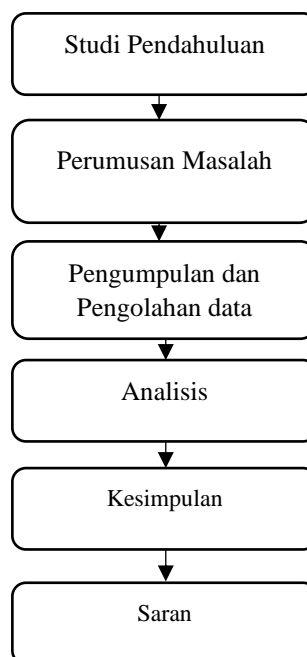 Studi Pendahuluan
Perumusan Masalah
Pengumpulan dan
Pengolahan data
Analisis
Kesimpulan
Saran